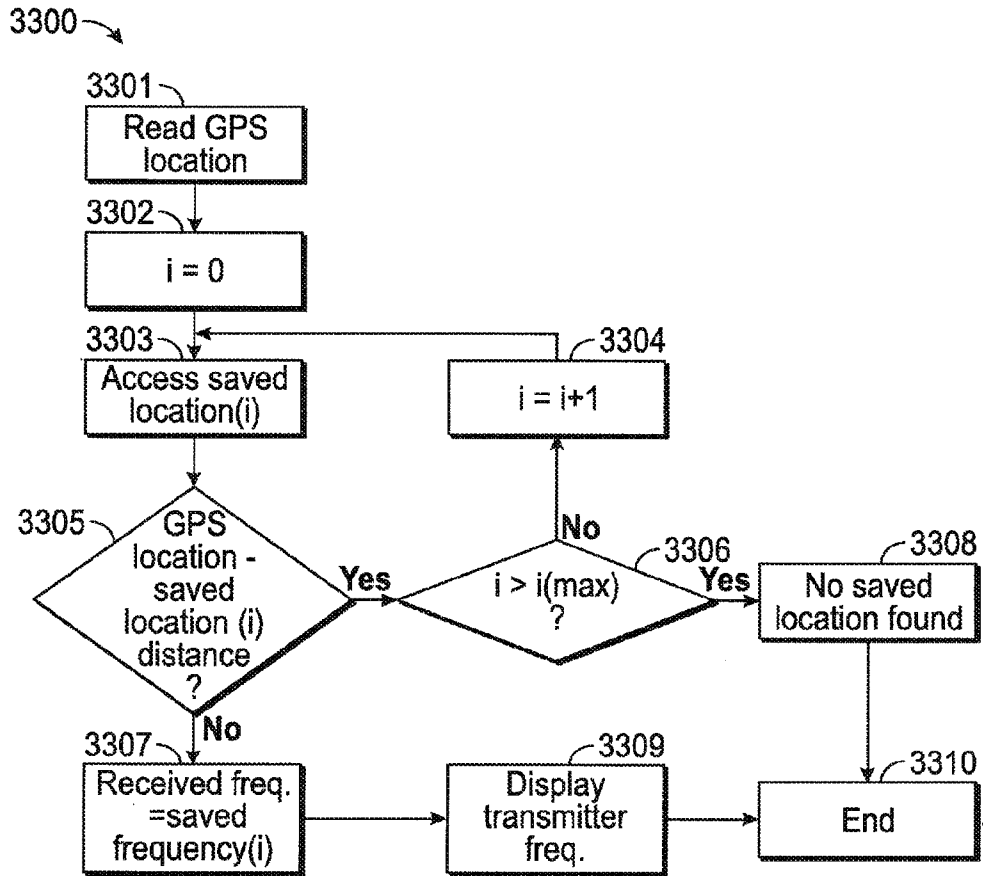 3300
3301
Read GPS
location
3302
i = 0
3303
Access saved
location(i)
3304
i = i+1
3305
GPS
location -
saved
location (i)
distance
?
Yes
No
3306
i > i(max)
?
No
Yes
3308
No saved
location found
3307
Received freq.
=saved
frequency(i)
3309
Display
transmitter
freq.
3310
End